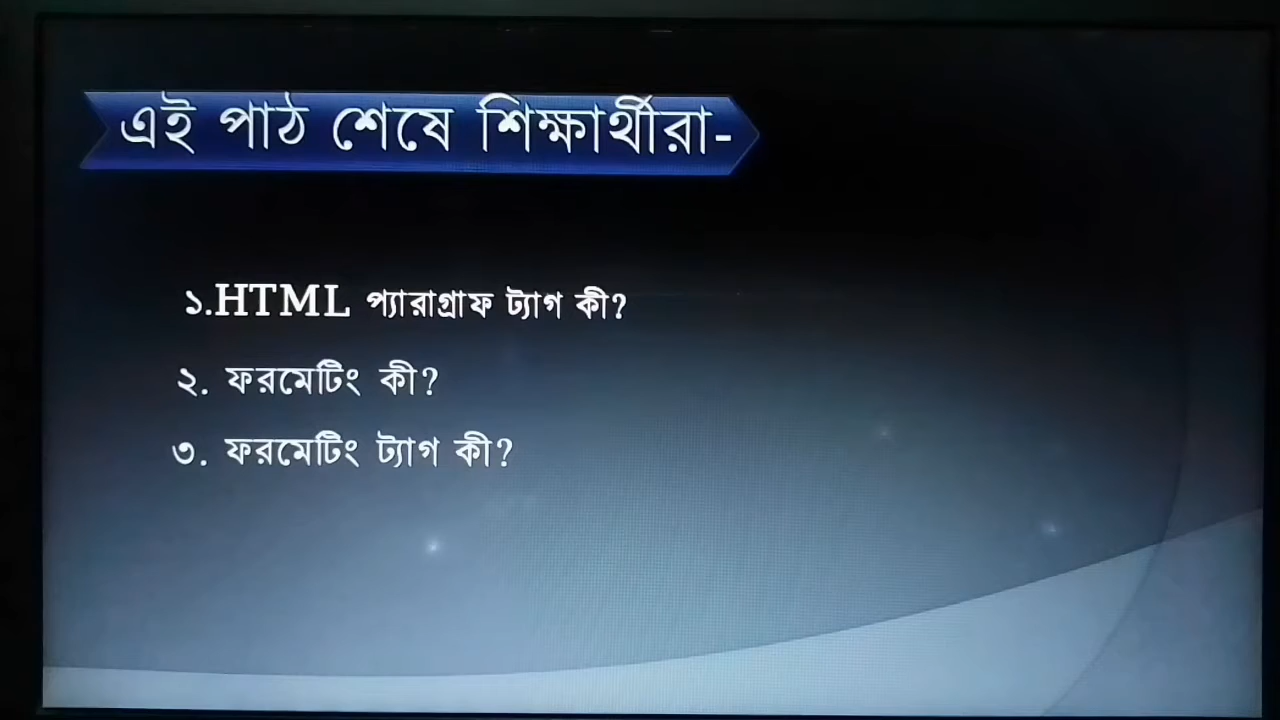 এই পাঠ শেষে শিক্ষার্থীরা-
১.HTML প্যারাগ্রাফ ট্যাগ কী?
২. ফরমেটিং কী?
৩. ফরমেটিং ট্যাগ কী?